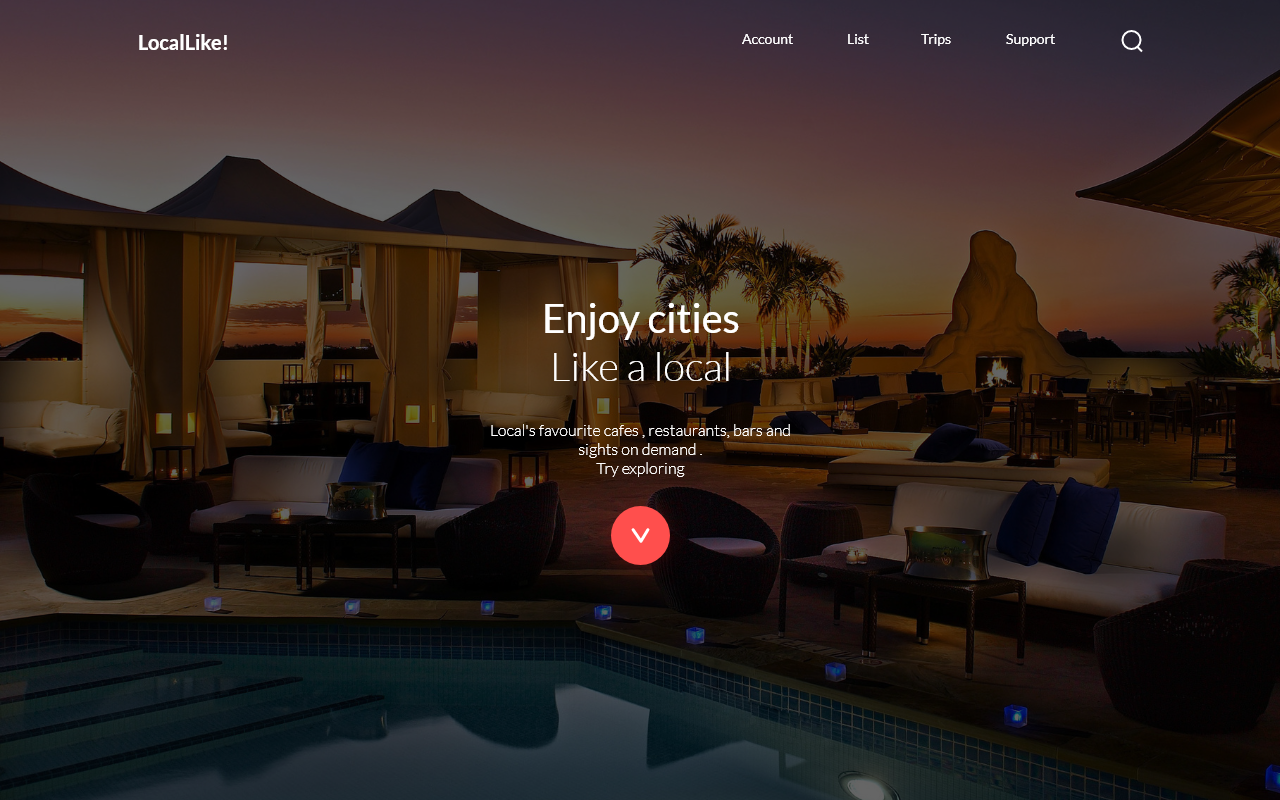 LocalLike!
Account
List
Trips
Support
Enjoy cities
Like a local
Local's favourite cafes , restaurants, bars and
sights on demand .
Try exploring